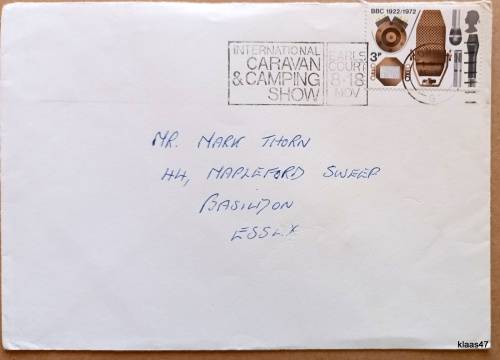 BBC 1922/1972
3P
INTERNATIONAL
CARAVAN
& CAMPING
SHOW
EARLS
COURT
8-18
NOV
MR. MARK THORN
44, MAPLEFORD SWEEP
BASILDON
ESSEX
klaas47